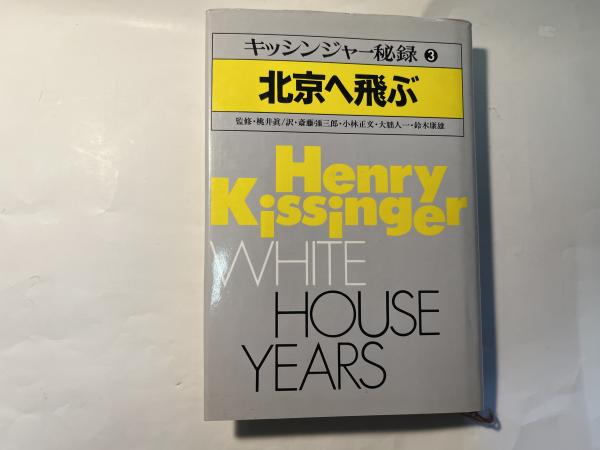 キッシンジャー秘録 ❸
北京へ飛ぶ
監修・桃井眞/訳・斎藤彌三郎・小林正文・大朏人一・鈴木康雄
Henry
Kissinger
WHITE
HOUSE
YEARS